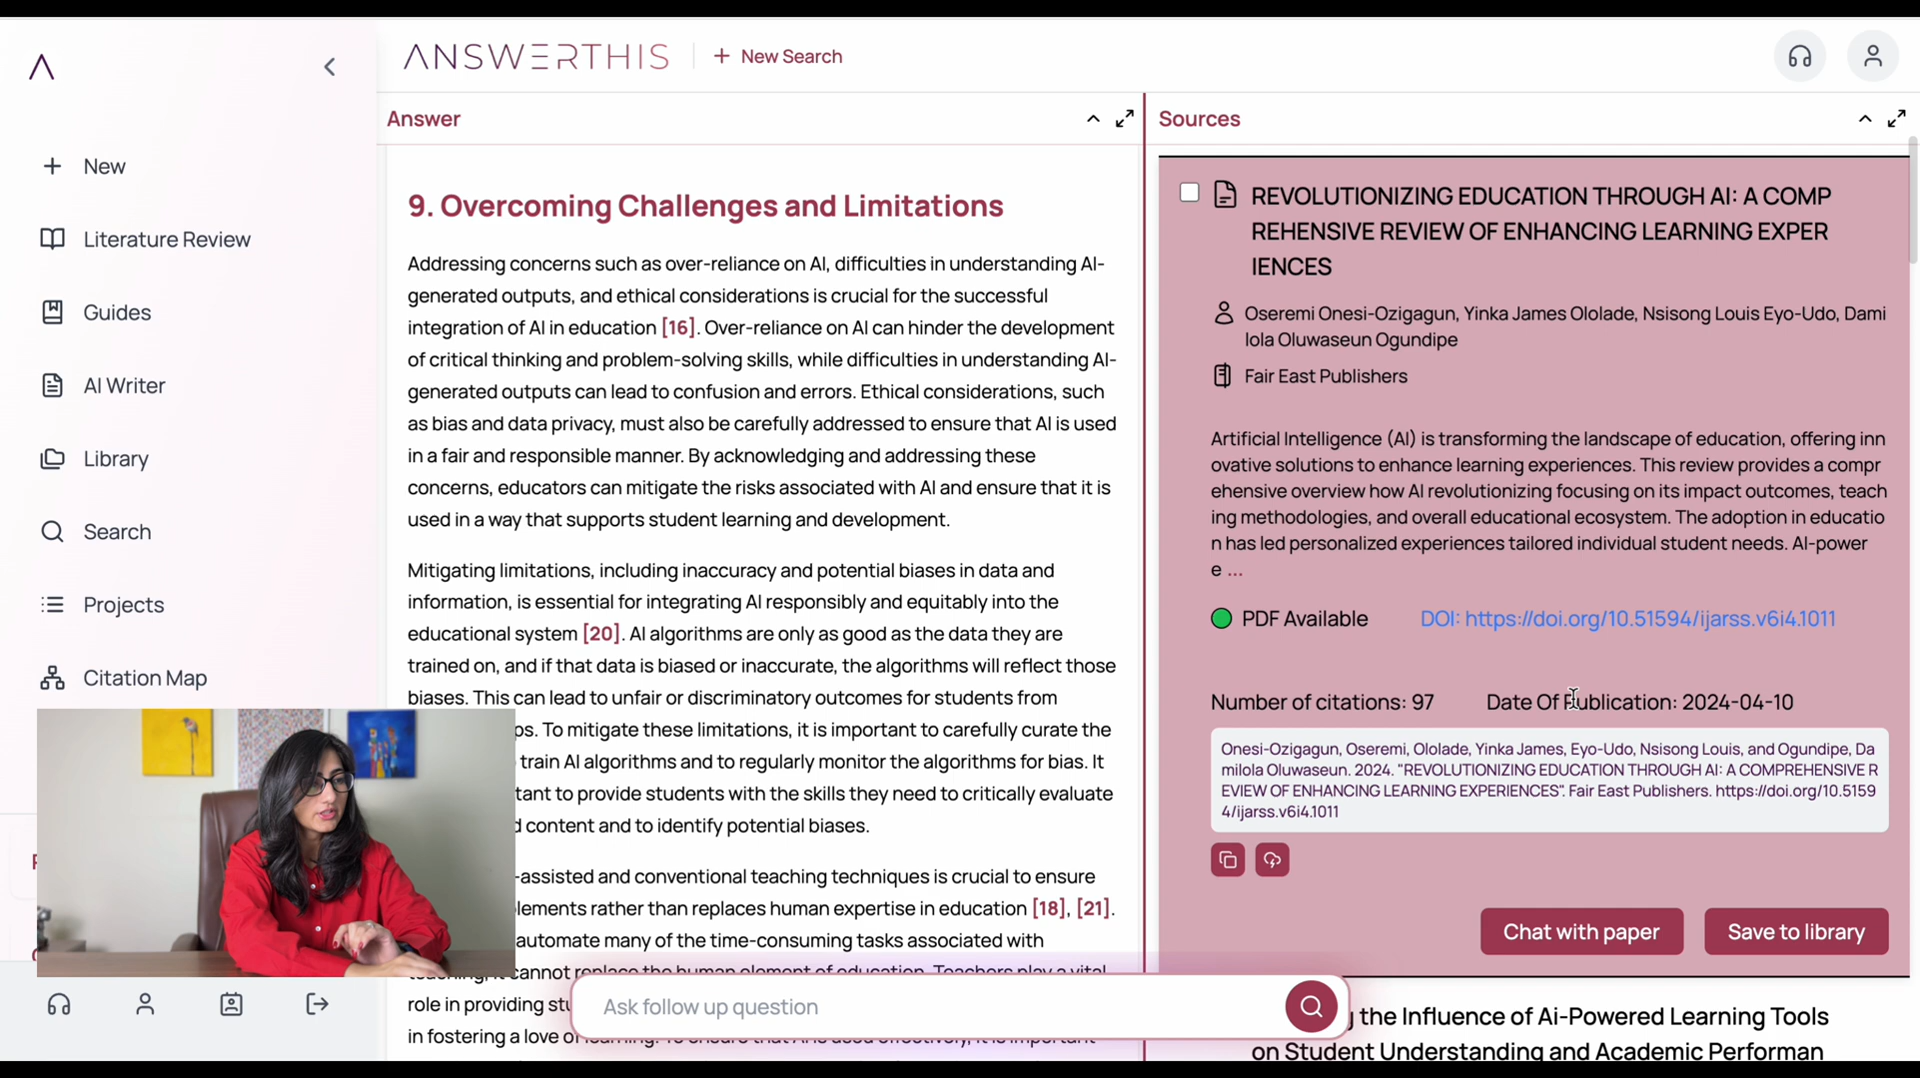 ANSWERTHIS
+ New Search
New
Literature Review
Guides
AI Writer
Library
Search
Projects
Citation Map
Answer
9. Overcoming Challenges and Limitations
Addressing concerns such as over-reliance on AI, difficulties in understanding AI-
generated outputs, and ethical considerations is crucial for the successful
integration of AI in education [16]. Over-reliance on AI can hinder the development
of critical thinking and problem-solving skills, while difficulties in understanding AI-
generated outputs can lead to confusion and errors. Ethical considerations, such
as bias and data privacy, must also be carefully addressed to ensure that AI is used
in a fair and responsible manner. By acknowledging and addressing these
concerns, educators can mitigate the risks associated with AI and ensure that it is
used in a way that supports student learning and development.
Mitigating limitations, including inaccuracy and potential biases in data and
information, is essential for integrating AI responsibly and equitably into the
educational system [20]. AI algorithms are only as good as the data they are
trained on, and if that data is biased or inaccurate, the algorithms will reflect those
biases. This can lead to unfair or discriminatory outcomes for students from
ps. To mitigate these limitations, it is important to carefully curate the
train AI algorithms and to regularly monitor the algorithms for bias. It
tant to provide students with the skills they need to critically evaluate
d content and to identify potential biases.
-assisted and conventional teaching techniques is crucial to ensure
lements rather than replaces human expertise in education [18], [21].
automate many of the time-consuming tasks associated with
cannot replace the human element of education. Teachers play a vital
role in providing stu
in fostering a love of
Ask follow up question
Sources
REVOLUTIONIZING EDUCATION THROUGH AI: A COMP
REHENSIVE REVIEW OF ENHANCING LEARNING EXPER
IENCES
Oseremi Onesi-Ozigagun, Yinka James Ololade, Nsisong Louis Eyo-Udo, Dami
lola Oluwaseun Ogundipe
Fair East Publishers
Artificial Intelligence (AI) is transforming the landscape of education, offering inn
ovative solutions to enhance learning experiences. This review provides a compr
ehensive overview how AI revolutionizing focusing on its impact outcomes, teach
ing methodologies, and overall educational ecosystem. The adoption in educatio
n has led personalized experiences tailored individual student needs. AI-power
e ...
PDF Available DOI: https://doi.org/10.51594/ijarss.v6i4.1011
Number of citations: 97 Date Of Publication: 2024-04-10
Onesi-Ozigagun, Oseremi, Ololade, Yinka James, Eyo-Udo, Nsisong Louis, and Ogundipe, Da
milola Oluwaseun. 2024. "REVOLUTIONIZING EDUCATION THROUGH AI: A COMPREHENSIVE R
EVIEW OF ENHANCING LEARNING EXPERIENCES". Fair East Publishers. https://doi.org/10.5159
4/ijarss.v6i4.1011
Chat with paper
Save to library
the Influence of Ai-Powered Learning Tools
on Student Understanding and Academic Performan